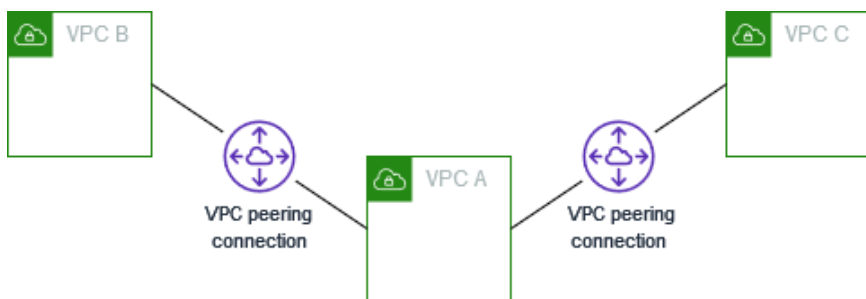 VPC B
VPC C
VPC A
VPC peering
connection
VPC peering
connection